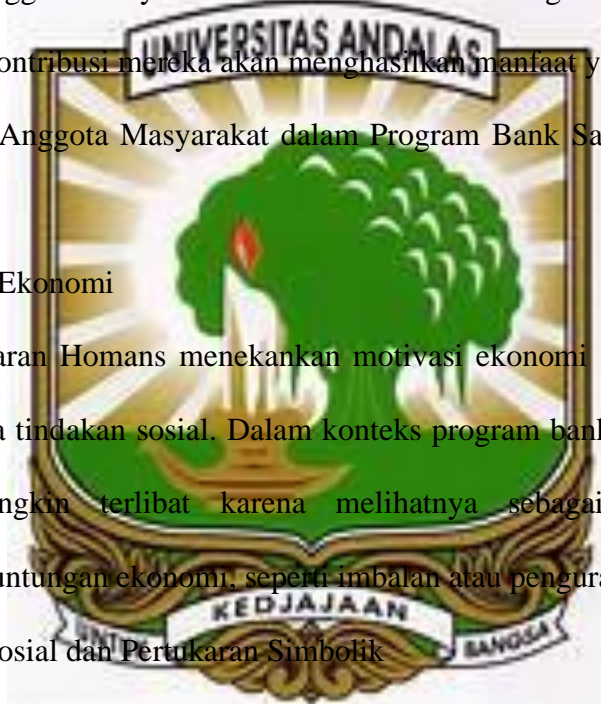 UNIVERSITAS ANDALAS
ontribusi mereka akan menghasilkan manfaat y
Anggota Masyarakat dalam Program Bank Sa
Ekonomi
aran Homans menekankan motivasi ekonomi
a tindakan sosial. Dalam konteks program bank
ngkin terlibat karena melihatnya sebagai
untungan ekonomi, seperti imbalan atau pengura
KEDJAJAAN
UNTUK BANGSA
osial dan Pertukaran Simbolik